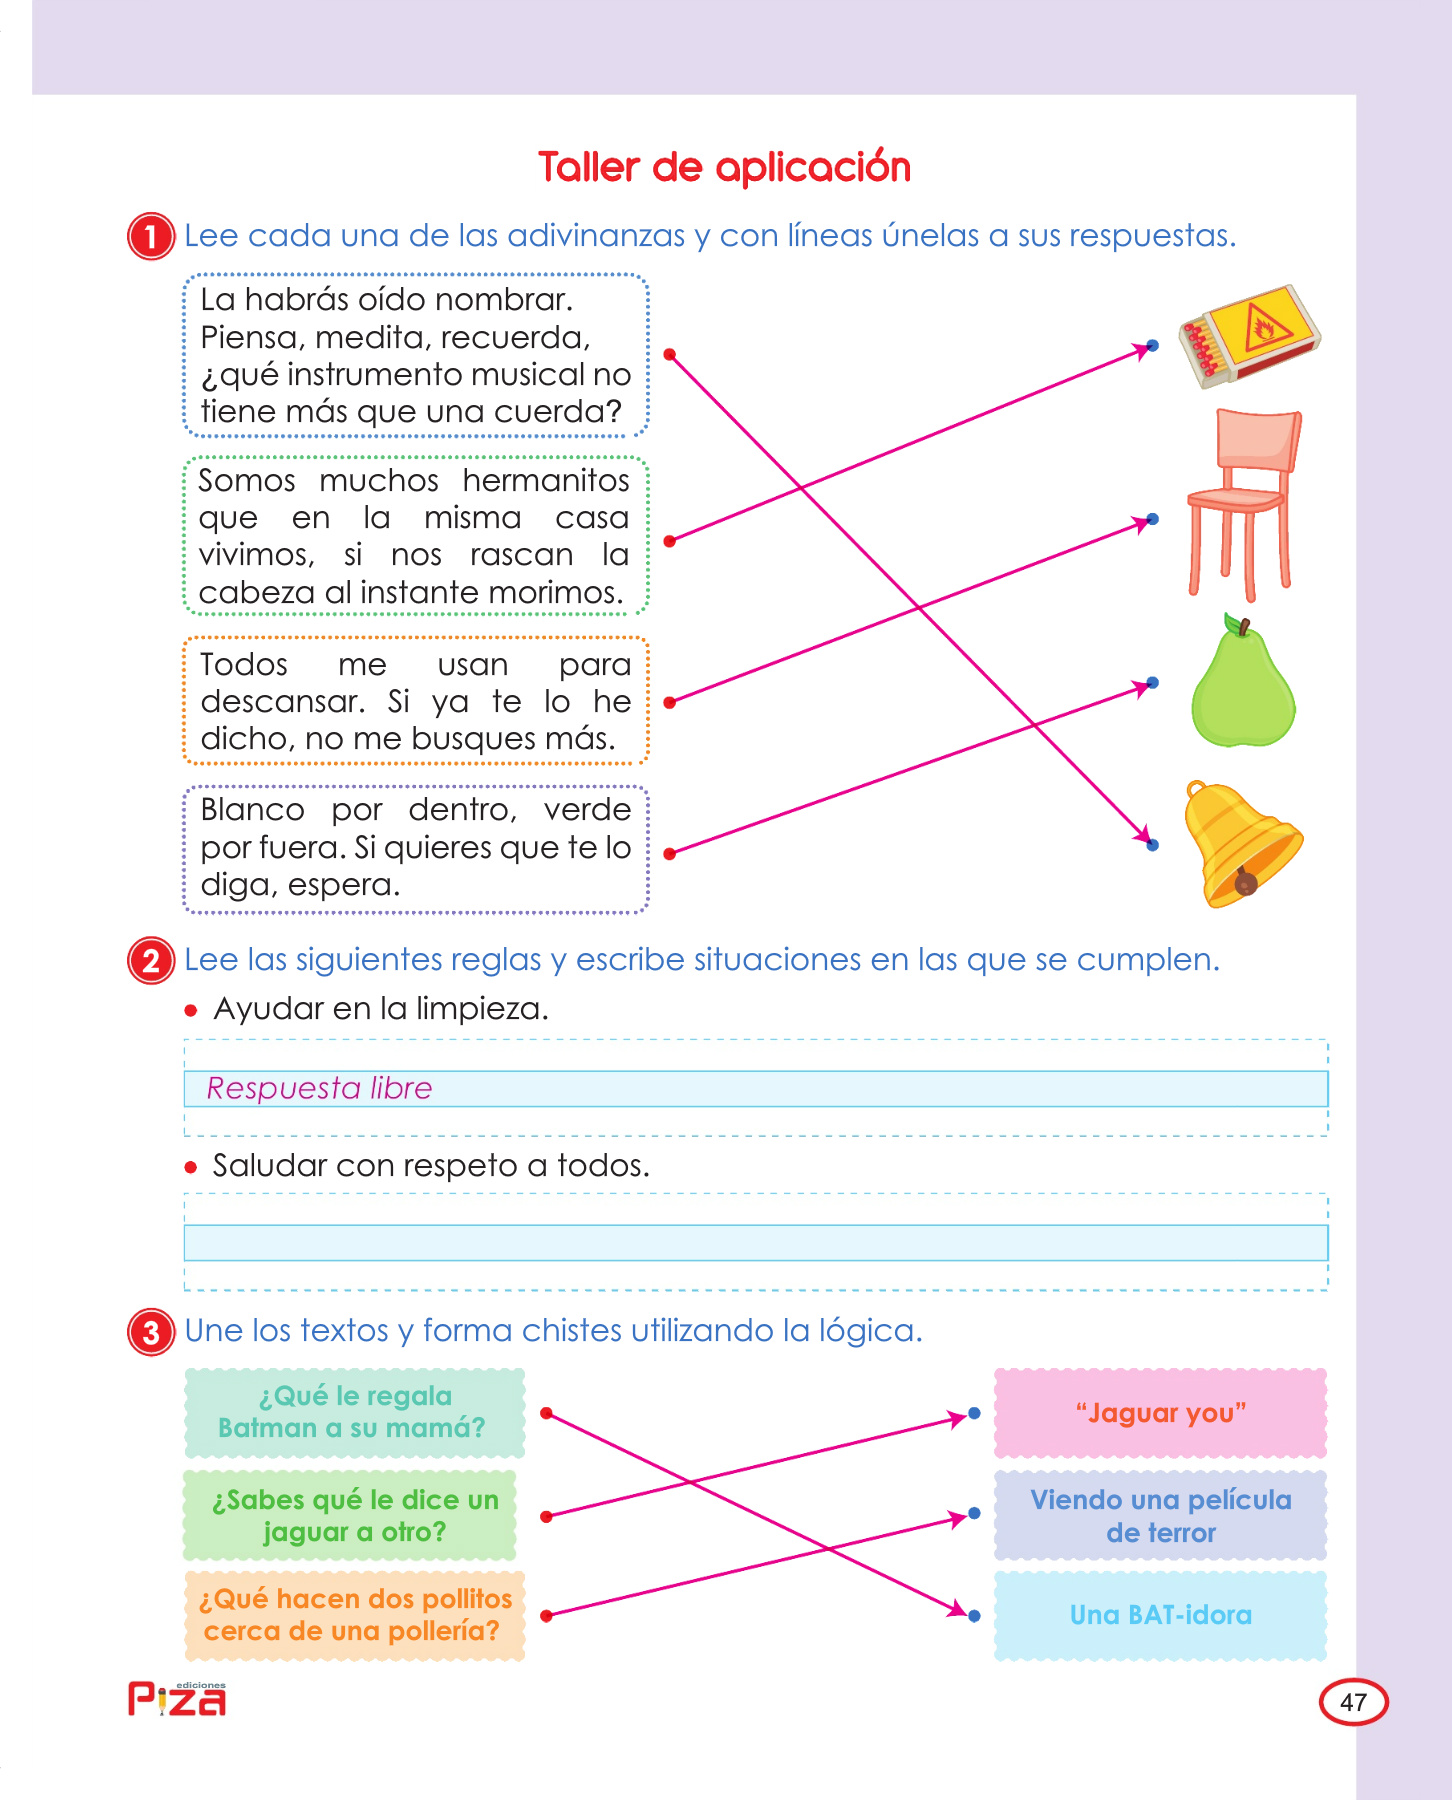 Taller de aplicación
1 Lee cada una de las adivinanzas y con líneas únelas a sus respuestas.
La habrás oído nombrar.
Piensa, medita, recuerda,
¿qué instrumento musical no
tiene más que una cuerda?
Somos muchos hermanitos
que en la misma casa
vivimos, si nos rascan la
cabeza al instante morimos.
Todos me usan para
descansar. Si ya te lo he
dicho, no me busques más.
Blanco por dentro, verde
por fuera. Si quieres que te lo
diga, espera.
2 Lee las siguientes reglas y escribe situaciones en las que se cumplen.
• Ayudar en la limpieza.
Respuesta libre
• Saludar con respeto a todos.
3 Une los textos y forma chistes utilizando la lógica.
¿Qué le regala
Batman a su mamá?
"Jaguar you"
¿Sabes qué le dice un
jaguar a otro?
Viendo una película
de terror
¿Qué hacen dos pollitos
cerca de una pollería?
Una BAT-idora
ediciones
Piza
47